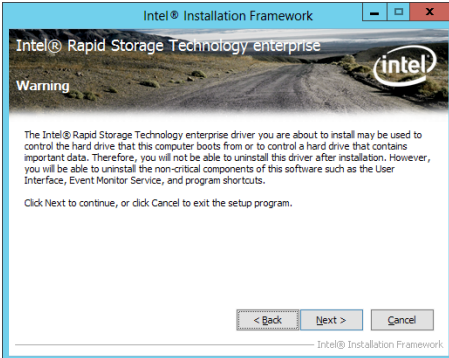 Intel® Installation Framework
Intel® Rapid Storage Technology enterprise
intel
Warning
The Intel® Rapid Storage Technology enterprise driver you are about to install may be used to
control the hard drive that this computer boots from or to control a hard drive that contains
important data. Therefore, you will not be able to uninstall this driver after installation. However,
you will be able to uninstall the non-critical components of this software such as the User
Interface, Event Monitor Service, and program shortcuts.
Click Next to continue, or click Cancel to exit the setup program.
< Back Next > Cancel
Intel® Installation Framework